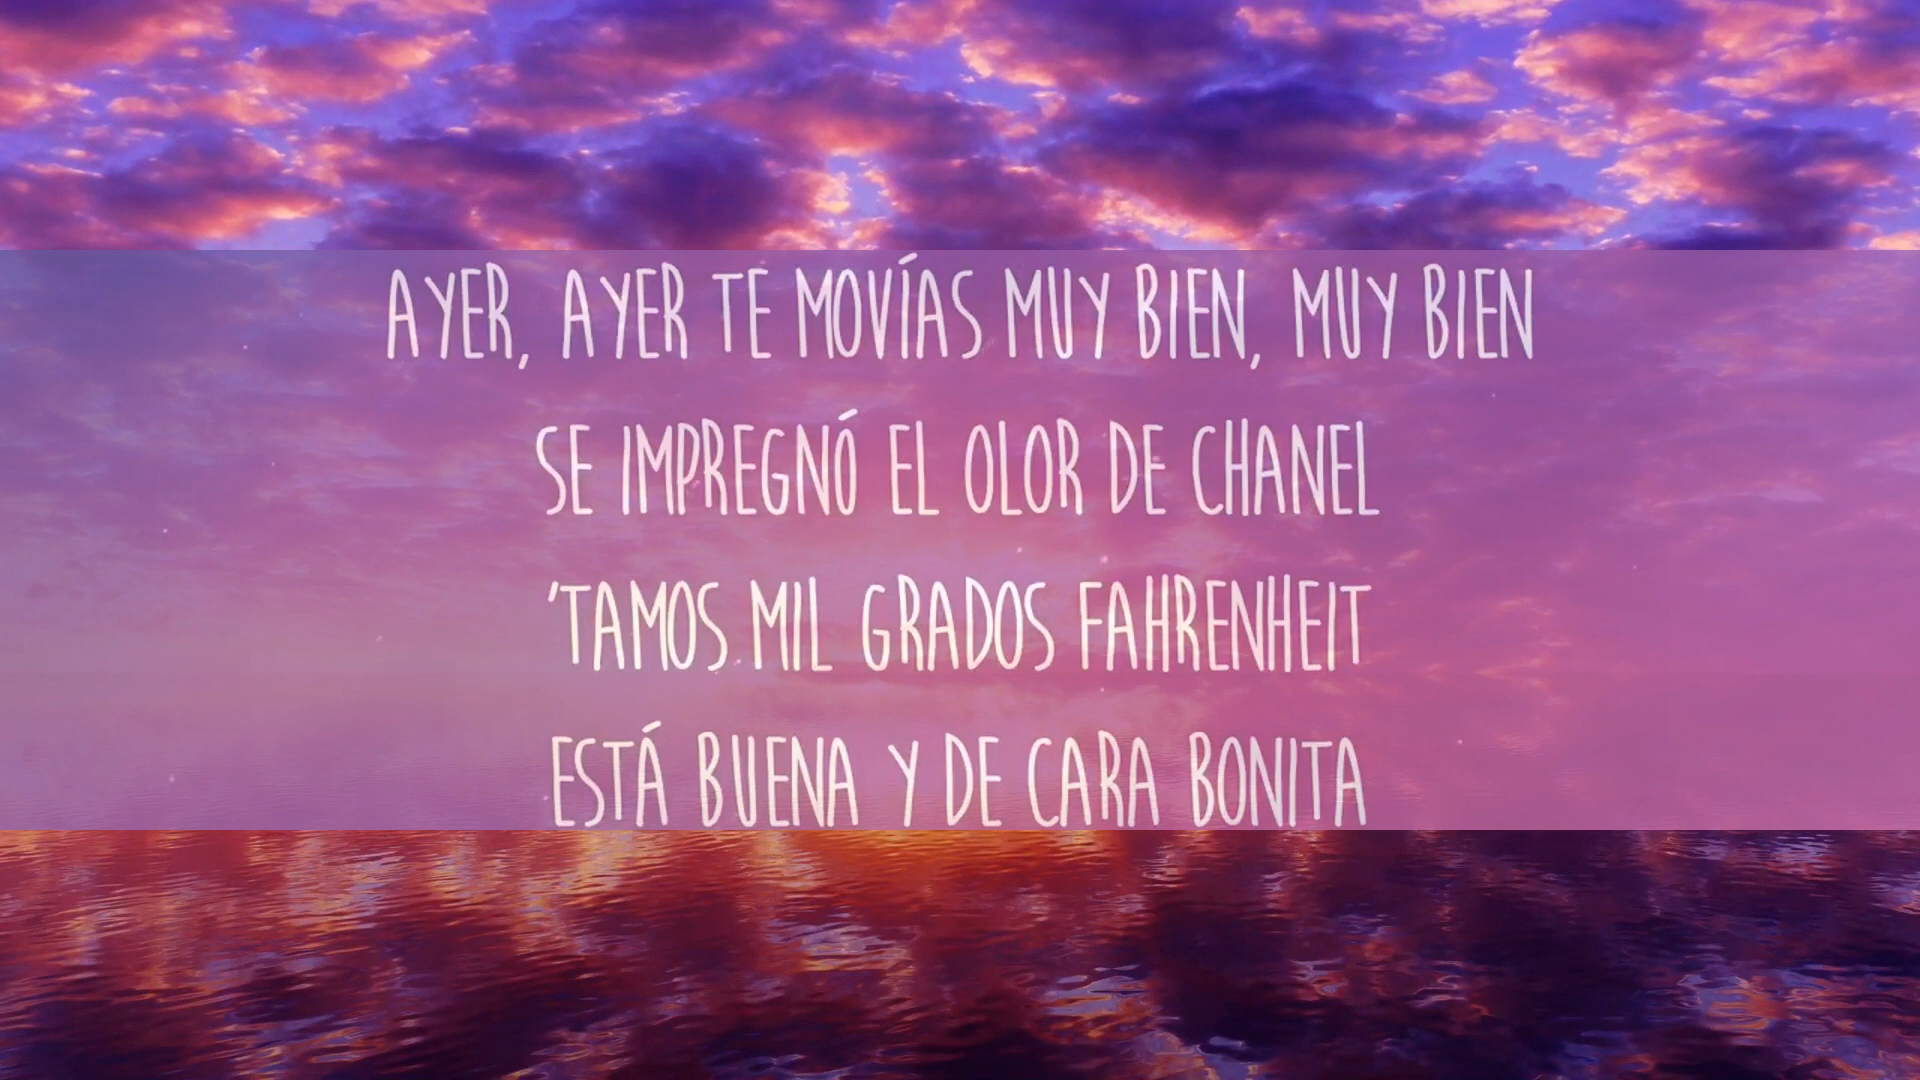 AYER, AYER TE MOVÍAS MUY BIEN, MUY BIEN
SE IMPREGNÓ EL OLOR DE CHANEL
'TAMOS MIL GRADOS FAHRENHEIT
ESTÁ BUENA Y DE CARA BONITA